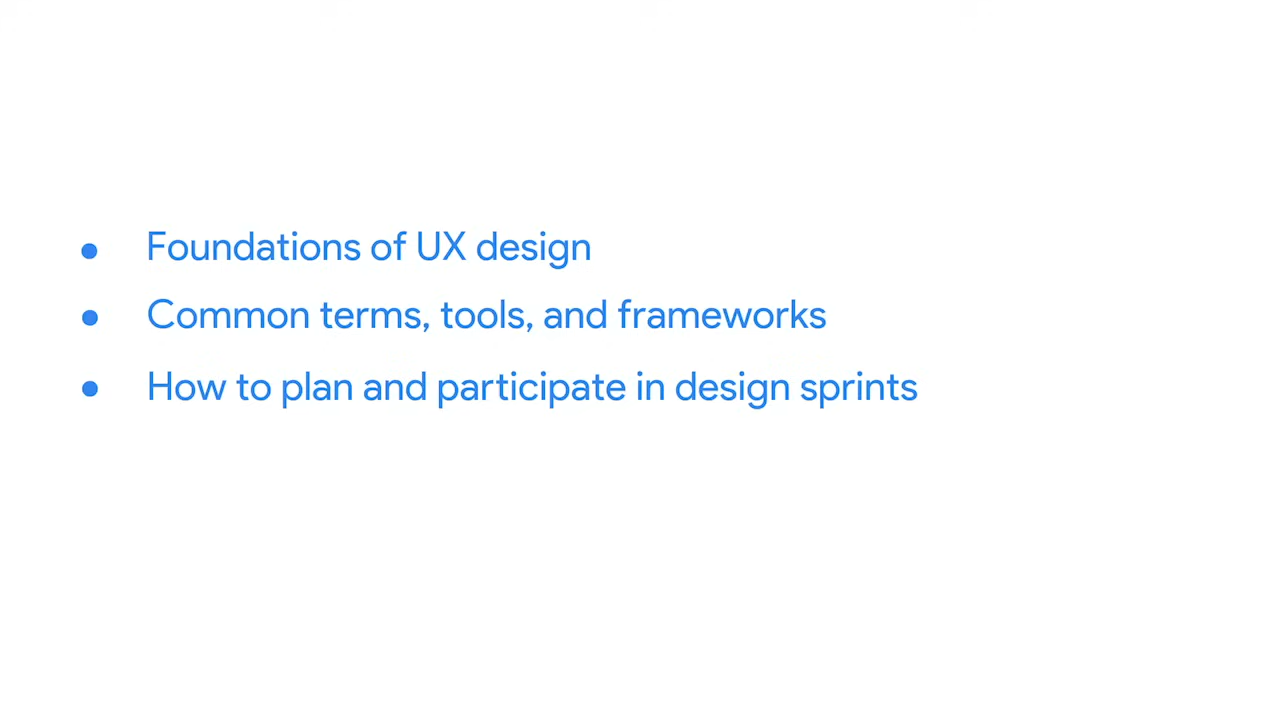 ● Foundations of UX design
● Common terms, tools, and frameworks
● How to plan and participate in design sprints